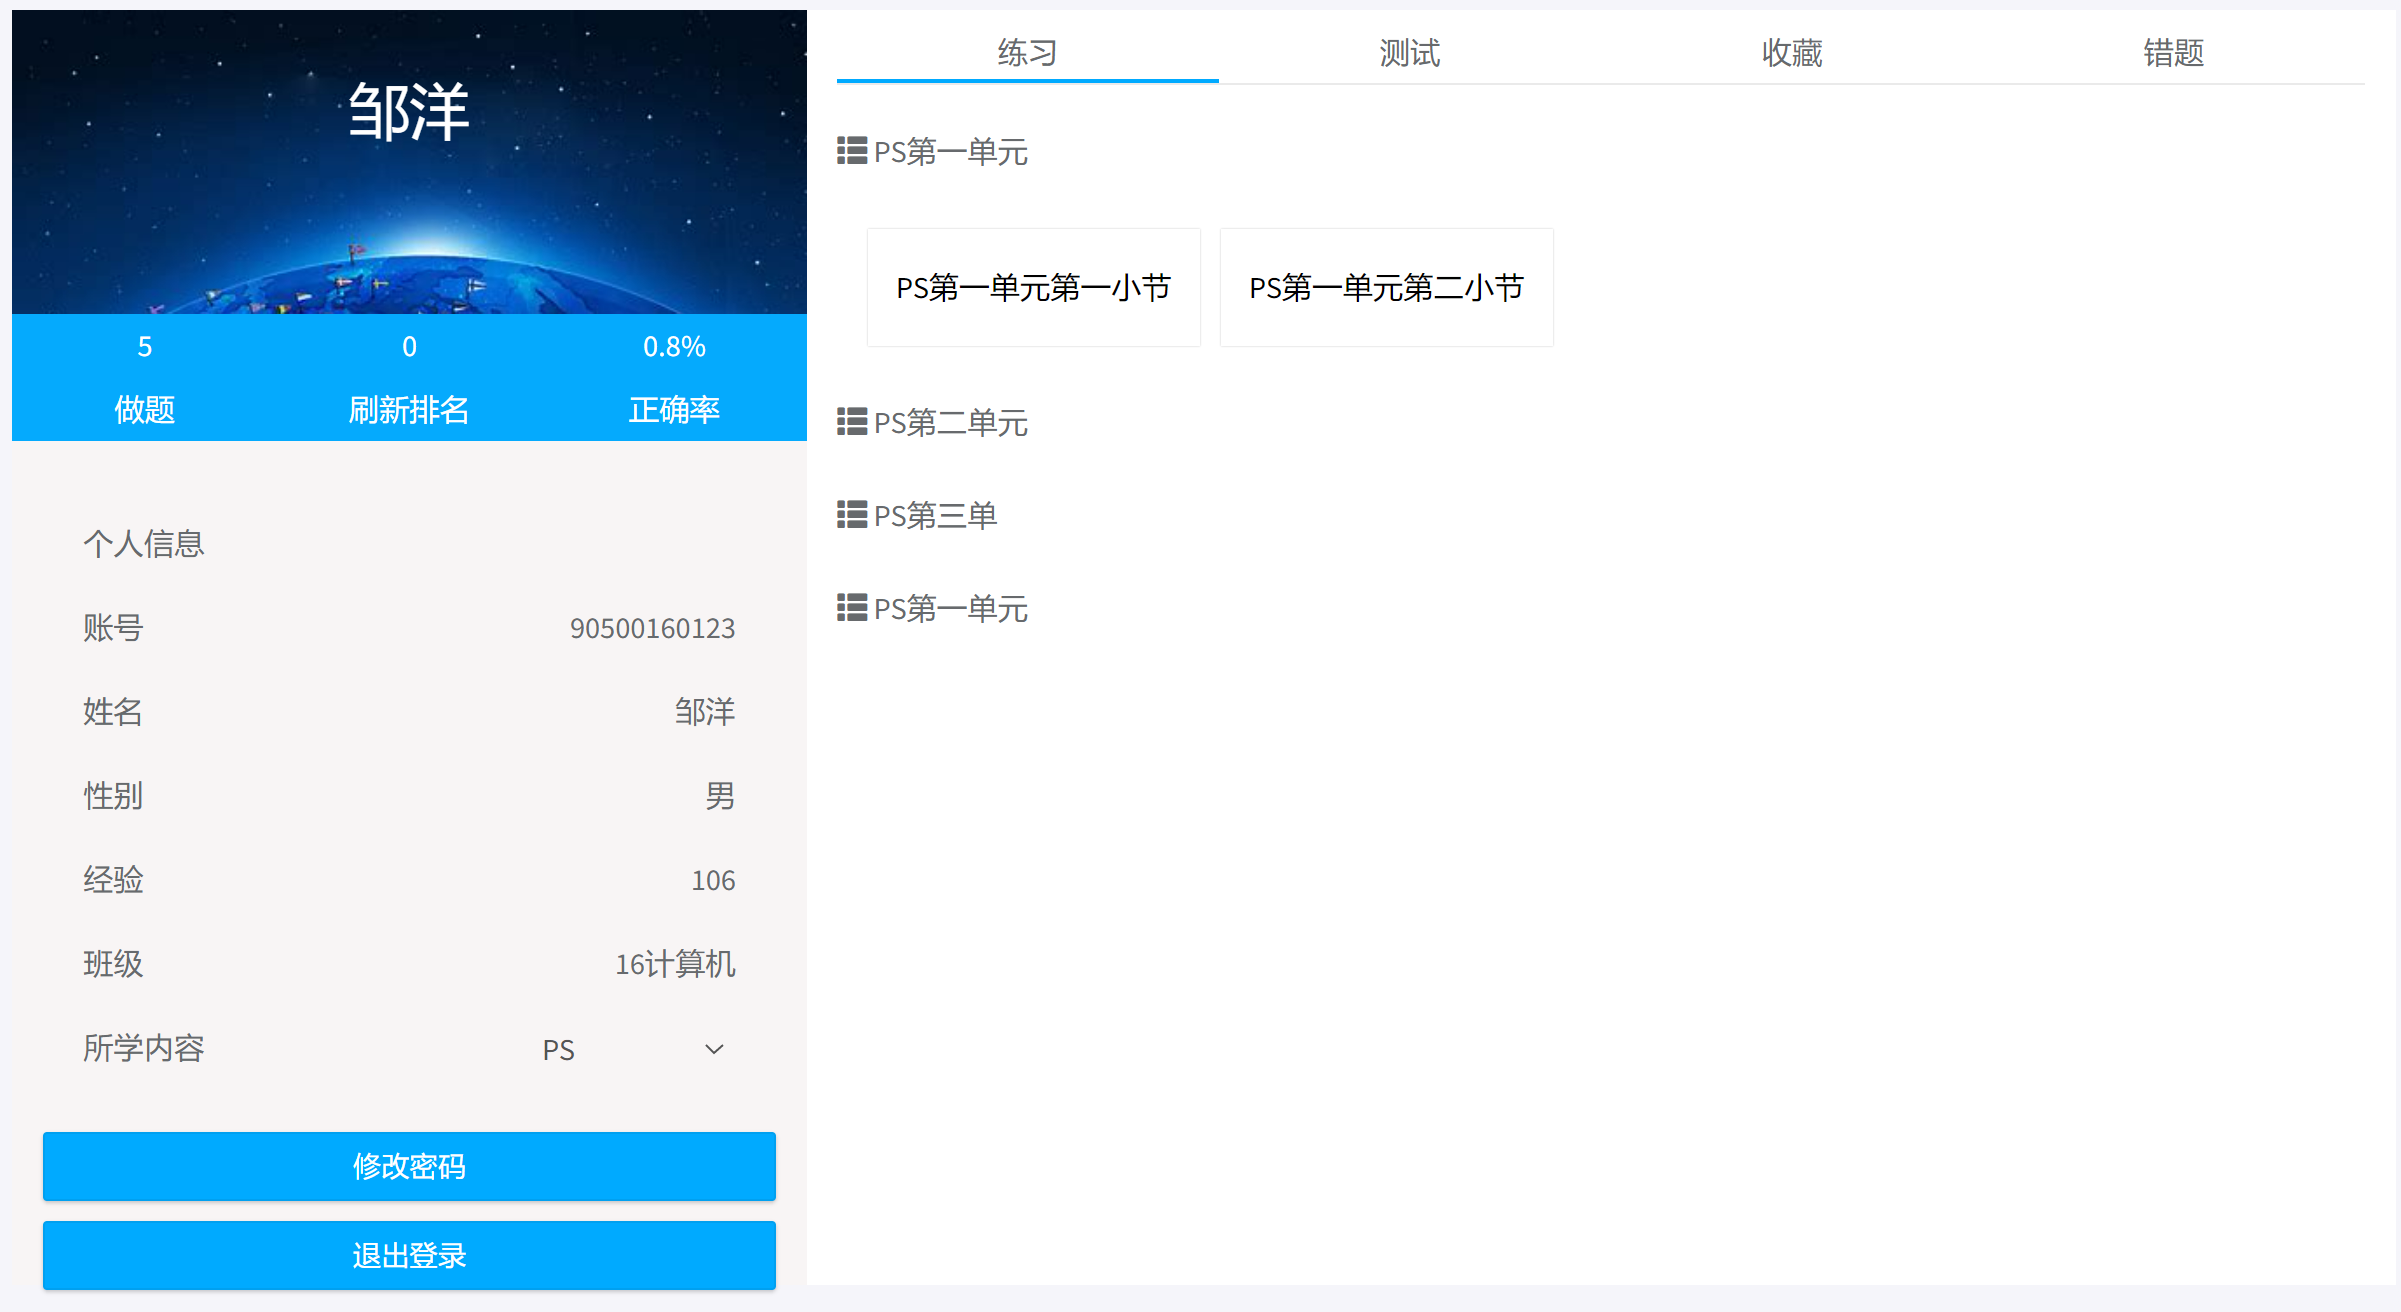 邹洋
5 0 0.8%
做题 刷新排名 正确率
个人信息
账号 90500160123
姓名 邹洋
性别 男
经验 106
班级 16计算机
所学内容 PS
修改密码
退出登录
练习 测试 收藏 错题
PS第一单元
PS第一单元第一小节 PS第一单元第二小节
PS第二单元
PS第三单
PS第一单元